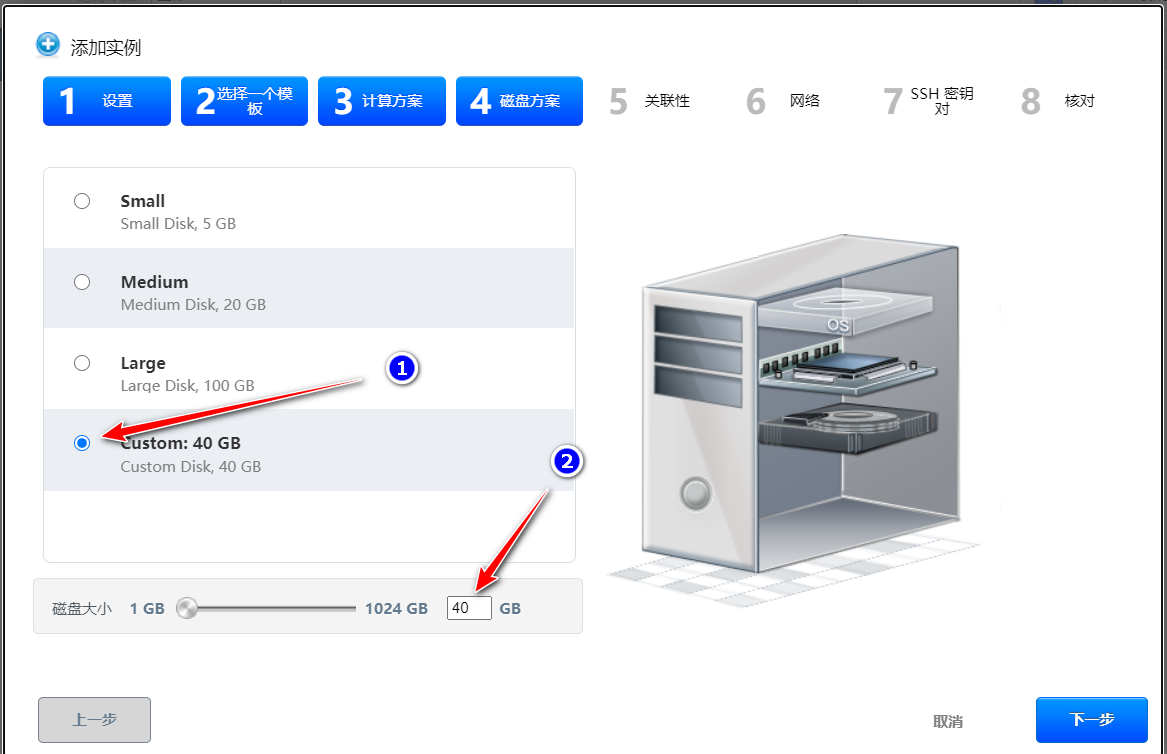 添加实例
1 设置
2 选择一个模
板
3 计算方案
4 磁盘方案
5 关联性
6 网络
7 SSH 密钥
对
8 核对
Small
Small Disk, 5 GB
Medium
Medium Disk, 20 GB
Large
Large Disk, 100 GB
1
Custom: 40 GB
Custom Disk, 40 GB
2
OS
磁盘大小 1 GB 1024 GB 40 GB
上一步 取消 下一步